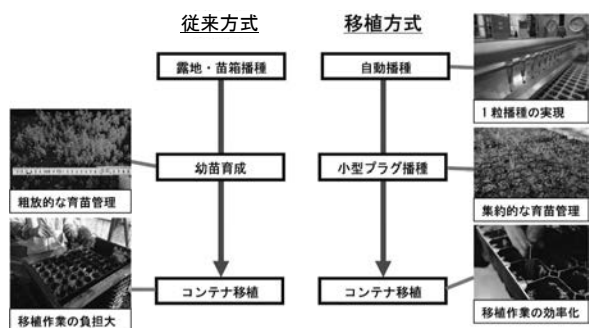 従来方式
移植方式
露地・苗箱播種
自動播種
1粒播種の実現
幼苗育成
小型プラグ播種
粗放的な育苗管理
集約的な育苗管理
コンテナ移植
コンテナ移植
移植作業の負担大
移植作業の効率化